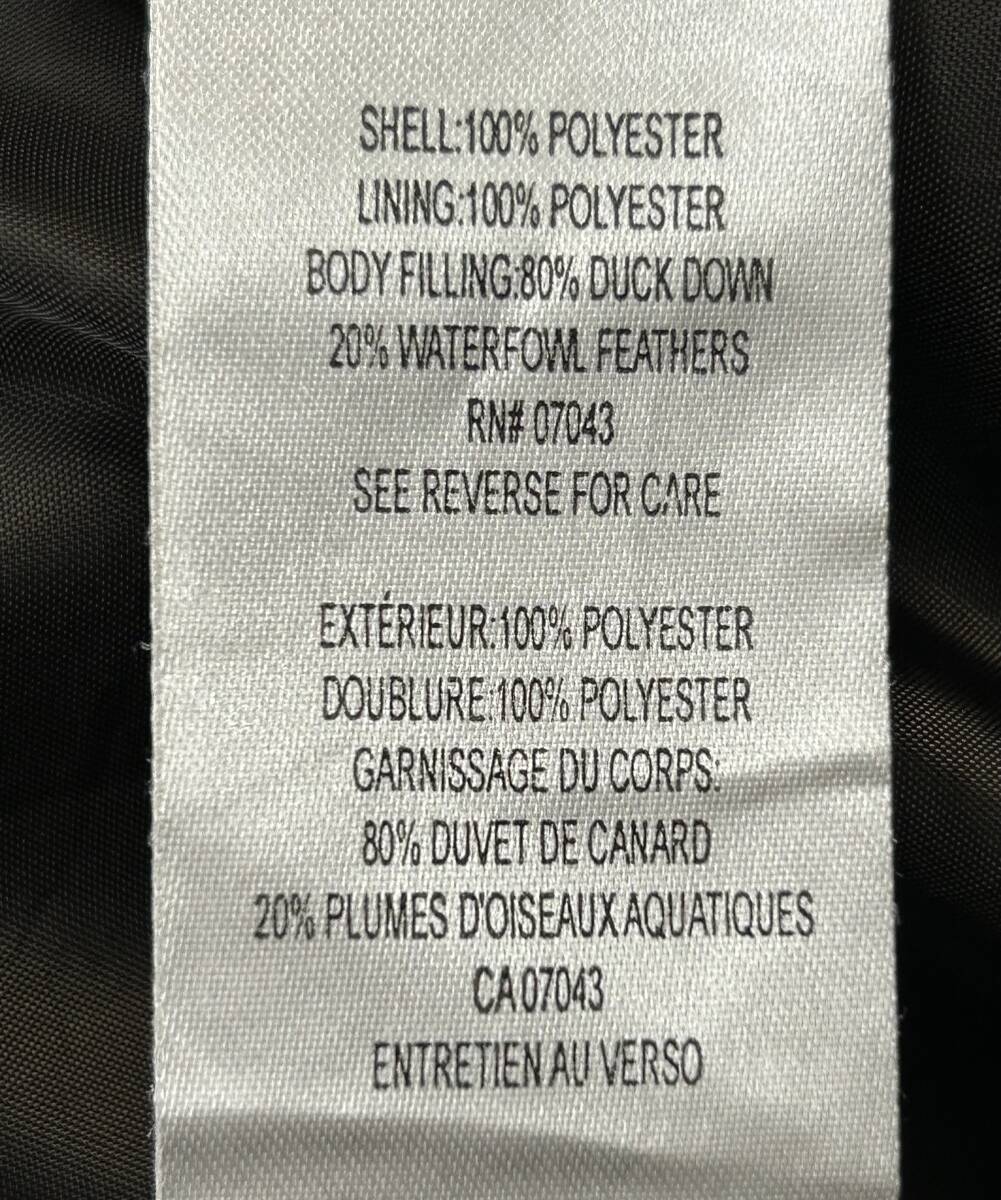 SHELL:100% POLYESTER
LINING:100% POLYESTER
BODY FILLING:80% DUCK DOWN
20% WATERFOWL FEATHERS
RN# 07043
SEE REVERSE FOR CARE
EXTÉRIEUR:100% POLYESTER
DOUBLURE:100% POLYESTER
GARNISSAGE DU CORPS:
80% DUVET DE CANARD
20% PLUMES D'OISEAUX AQUATIQUES
CA 07043
ENTRETIEN AU VERSO